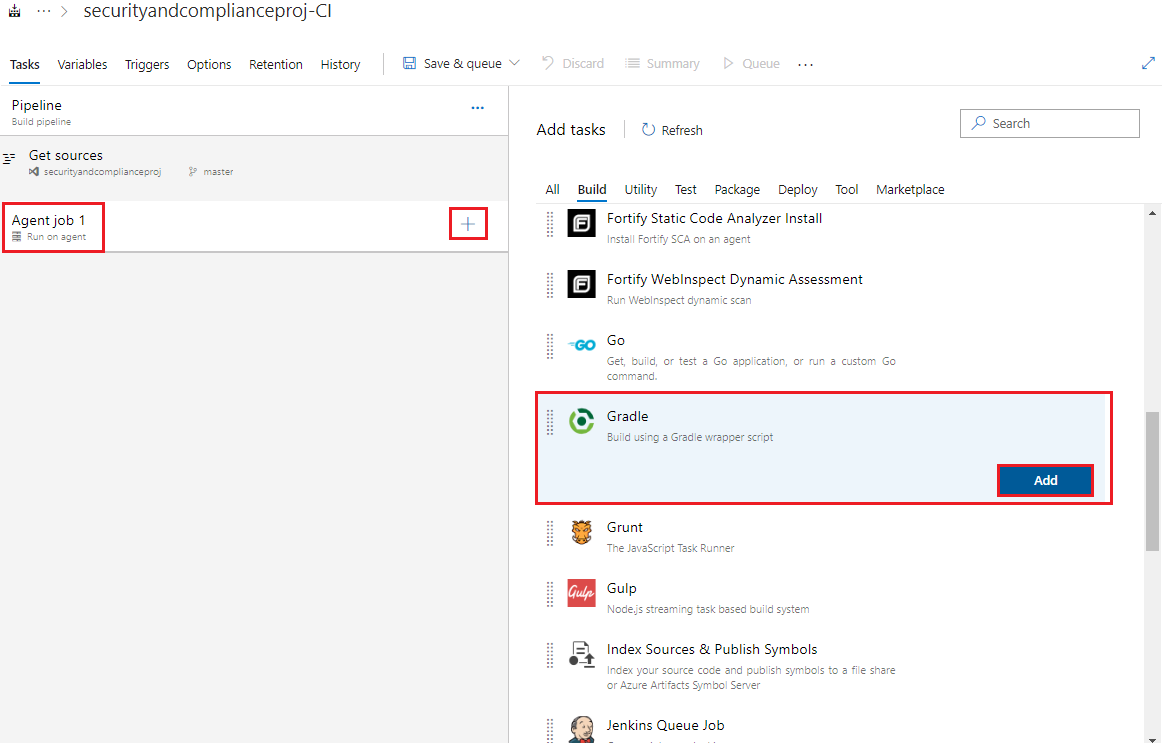 securityandcomplianceproj-CI
Tasks Variables Triggers Options Retention History Save & queue Discard Summary Queue
Pipeline
Build pipeline
Get sources
securityandcomplianceproj master
Agent job 1
Run on agent
Add tasks Refresh Search
All Build Utility Test Package Deploy Tool Marketplace
Fortify Static Code Analyzer Install
Install Fortify SCA on an agent
Fortify WebInspect Dynamic Assessment
Run WebInspect dynamic scan
GO Go
Get, build, or test a Go application, or run a custom Go
command.
Gradle
Build using a Gradle wrapper script
Add
Grunt
The JavaScript Task Runner
Gulp Gulp
Node.js streaming task based build system
Index Sources & Publish Symbols
Index your source code and publish symbols to a file share
or Azure Artifacts Symbol Server
Jenkins Queue Job